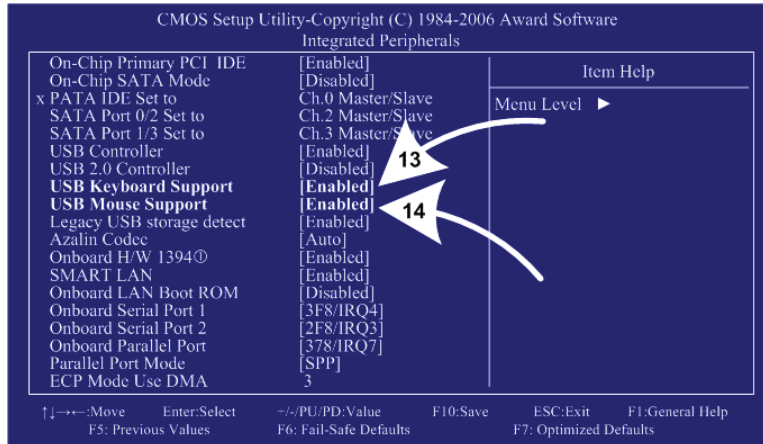 CMOS Setup Utility-Copyright (C) 1984-2006 Award Software
Integrated Peripherals
On-Chip Primary PCI IDE [Enabled]
On-Chip SATA Mode [Disabled]
x PATA IDE Set to Ch.0 Master/Slave
SATA Port 0/2 Set to Ch.2 Master/Slave
SATA Port 1/3 Set to Ch.3 Master/Slave
USB Controller [Enabled]
USB 2.0 Controller [Disabled]
USB Keyboard Support [Enabled]
USB Mouse Support [Enabled]
Legacy USB storage detect [Enabled]
Azalin Codec [Auto]
Onboard H/W 1394① [Enabled]
SMART LAN [Enabled]
Onboard LAN Boot ROM [Disabled]
Onboard Serial Port 1 [3F8/IRQ4]
Onboard Serial Port 2 [2F8/IRQ3]
Onboard Parallel Port [378/IRQ7]
Parallel Port Mode [SPP]
ECP Mode Use DMA 3
Item Help
Menu Level ►
13
14
↑↓→←:Move Enter:Select +/-/PU/PD:Value F10:Save ESC:Exit F1:General Help
F5: Previous Values F6: Fail-Safe Defaults F7: Optimized Defaults